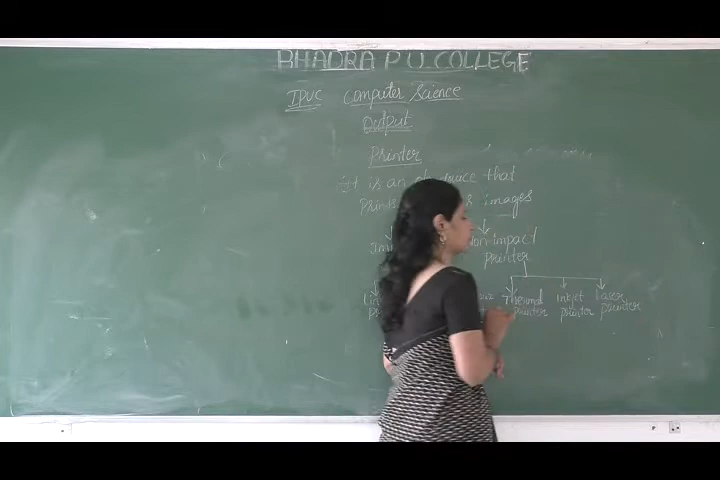 BHADRA P U COLLEGE
IPUC Computer Science
Output
Printer
It is an that
images
Non-impact
printer
Thermal Inkjet Laser
printer printer printer